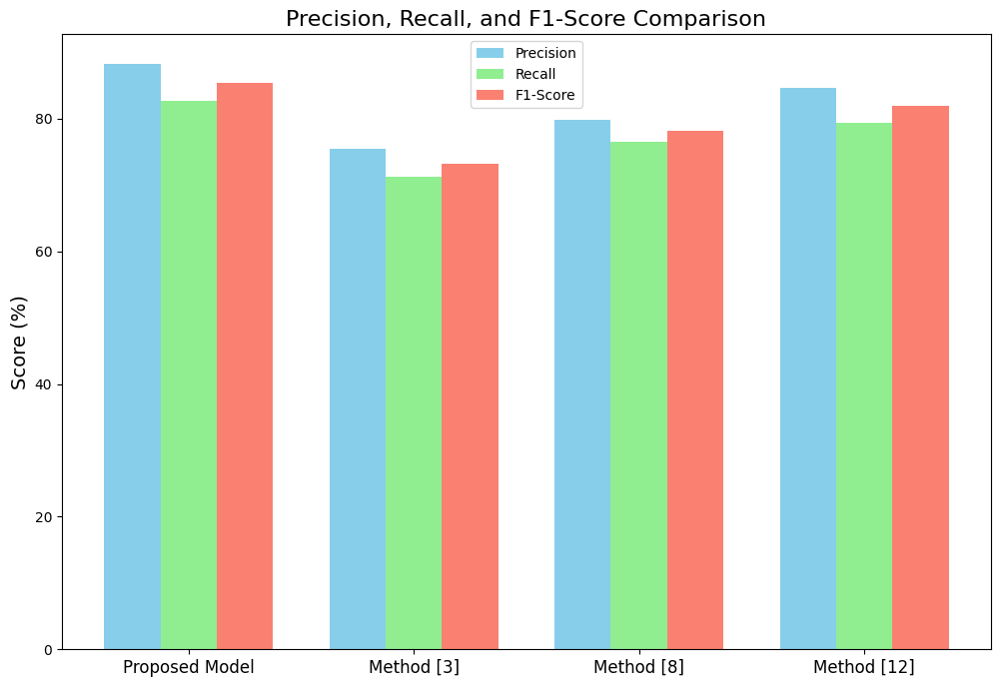 Precision, Recall, and F1-Score Comparison
Precision
Recall
F1-Score
Score (%)
80
60
40
20
0
Proposed Model
Method [3]
Method [8]
Method [12]